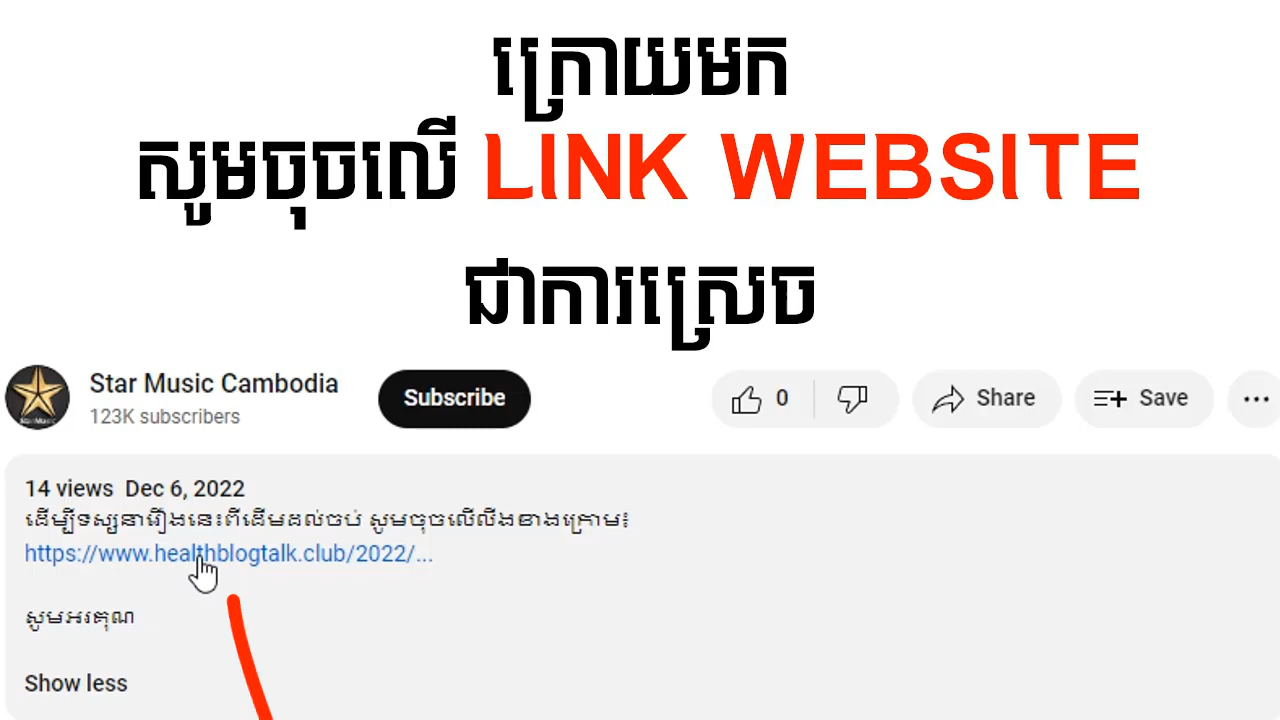 ក្រោយមក
សូមចុចលើ LINK WEBSITE
ជាការស្រេច
Star Music Cambodia
123K subscribers
Subscribe
0
Share
Save
14 views Dec 6, 2022
ដើម្បីទស្សនារឿងនេះពីដើមដល់ចប់ សូមចុចលើលីងខាងក្រោម៖
https://www.healthblogtalk.club/2022/...
សូមអរគុណ
Show less